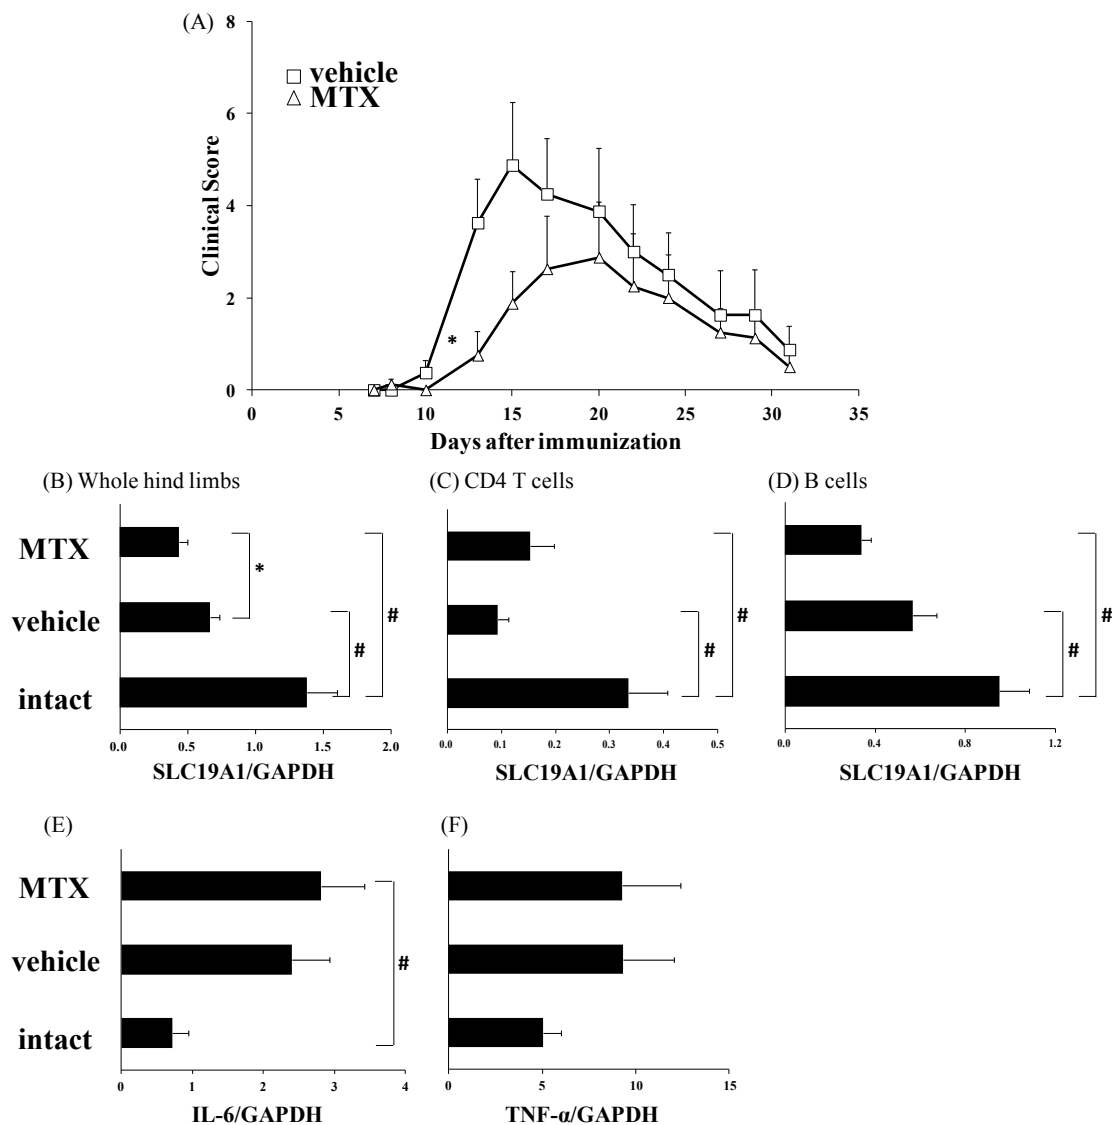 (A)
8
6
4
2
0
Clinical Score
vehicle
MTX
*
0 5 10 15 20 25 30 35
Days after immunization
(B) Whole hind limbs
MTX
vehicle
intact
*
#
#
0.0 0.5 1.0 1.5 2.0
SLC19A1/GAPDH
(C) CD4 T cells
#
#
0.0 0.1 0.2 0.3 0.4 0.5
SLC19A1/GAPDH
(D) B cells
#
#
0.0 0.4 0.8 1.2
SLC19A1/GAPDH
(E)
MTX
vehicle
intact
#
0 1 2 3 4
IL-6/GAPDH
(F)
0 5 10 15
TNF-α/GAPDH